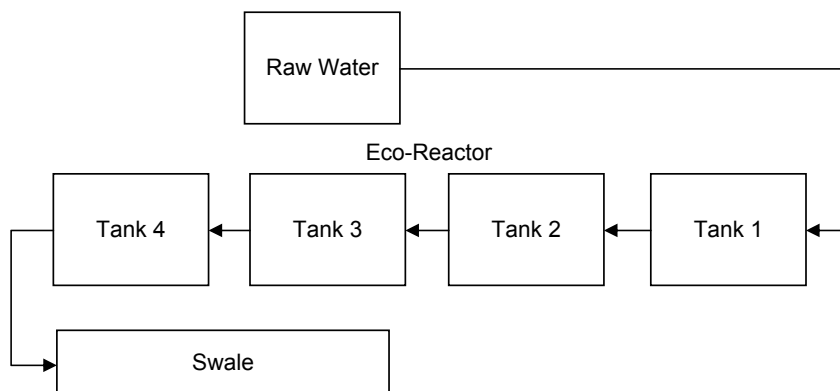 Raw Water
Eco-Reactor
Tank 4
Tank 3
Tank 2
Tank 1
Swale